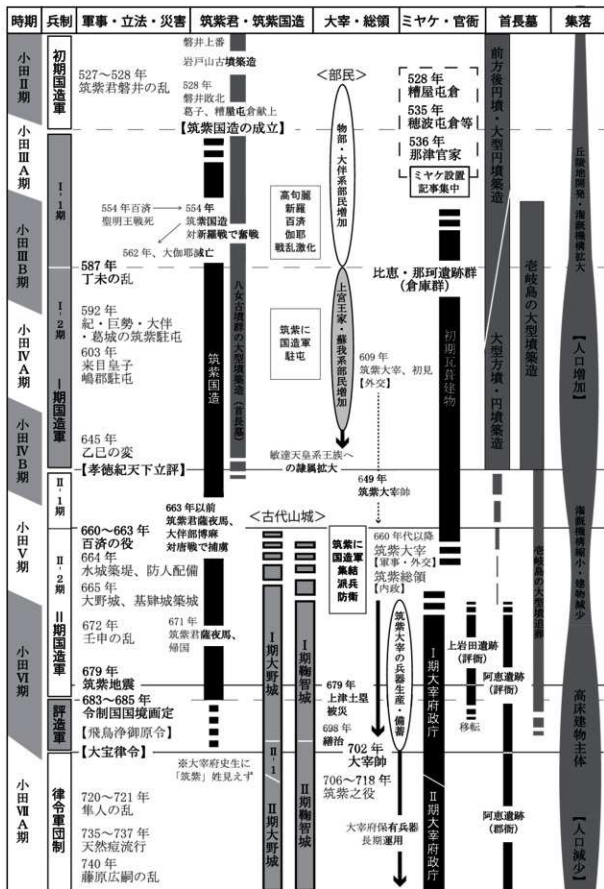 時期
兵制
軍事・立法・災害
筑紫君・筑紫国造
大宰・総領
ミヤケ・官衙
首長墓
集落
小田Ⅱ期
小田ⅢA期
小田ⅢB期
小田ⅣA期
小田ⅣB期
小田Ⅴ期
小田Ⅵ期
小田ⅦA期
初期国造軍
Ⅰ-1期
Ⅰ-2期
Ⅰ期国造軍
Ⅱ-1期
Ⅱ-2期
Ⅱ期国造軍
評造軍
律令軍団制
527〜528年
筑紫君磐井の乱
554年百済
聖明王戦死
562年、大伽耶滅亡
587年
丁未の乱
592年
紀・巨勢・大伴
・葛城の筑紫駐屯
603年
来目皇子
嶋郡駐屯
645年
乙巳の変
【孝徳紀天下立評】
660〜663年
百済の役
664年
水城築堤、防人配備
665年
大野城、基肄城築城
672年
壬申の乱
679年
筑紫地震
683〜685年
令制国国境画定
【飛鳥浄御原令】
【大宝律令】
720〜721年
隼人の乱
735〜737年
天然痘流行
740年
藤原広嗣の乱
磐井上番
岩戸山古墳築造
528年
磐井敗北
葛子、糟屋屯倉献上
【筑紫国造の成立】
554年
筑紫国造
対新羅戦で奮戦
筑紫国造
八女古墳群の大型墳築造（首長墓）
663年以前
筑紫君薩夜馬、
大伴部博麻
対唐戦で捕虜
671年
筑紫君薩夜馬、
帰国
※大宰府史生に
「筑紫」姓見えず
＜古代山城＞
Ⅰ期大野城
Ⅱ-1
Ⅱ期大野城
Ⅰ期鞠智城
Ⅱ期鞠智城
＜部民＞
物部・大伴系部民増加
高句麗
新羅
百済
伽耶
戦乱激化
上宮王家・蘇我系部民増加
筑紫に
国造軍
駐屯
敏達天皇系王族へ
の隷属拡大
609年
筑紫大宰、初見
【外交】
649年
筑紫大宰帥
筑紫に
国造軍
集結
派兵
防衛
660年代以降
筑紫大宰
【軍事・外交】
筑紫総領
【内政】
679年
上津土塁
被災
698年
繕治
702年
大宰帥
706〜718年
筑紫之役
筑紫大宰の兵器生産・備蓄
大宰府保有兵器
長期運用
528年
糟屋屯倉
535年
穂波屯倉等
536年
那津官家
ミヤケ設置
記事集中
比恵・那珂遺跡群
（倉庫群）
初期瓦葺建物
Ⅰ期大宰府政庁
Ⅱ期大宰府政庁
上岩田遺跡
（評衙）
移転
阿恵遺跡
（評衙）
阿恵遺跡
（郡衙）
前方後円墳・大型円墳築造
大型方墳・円墳築造
壱岐島の大型墳築造
壱岐島の大型墳追葬
丘陵地開発・灌漑機構拡大
【人口増加】
灌漑機構縮小・建物減少
高床建物主体
【人口減少】